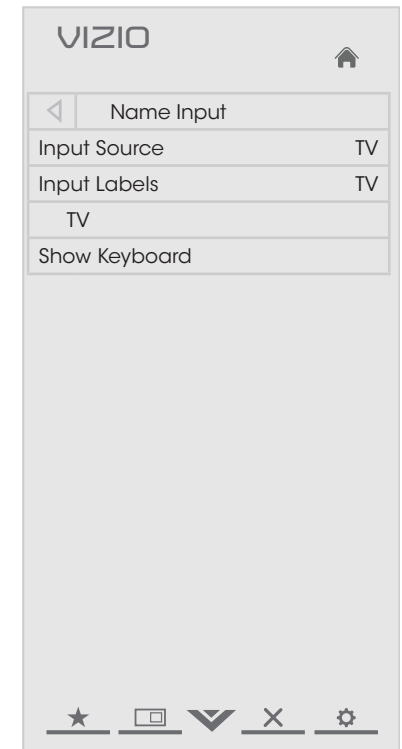 VIZIO
Name Input
Input Source TV
Input Labels TV
TV
Show Keyboard